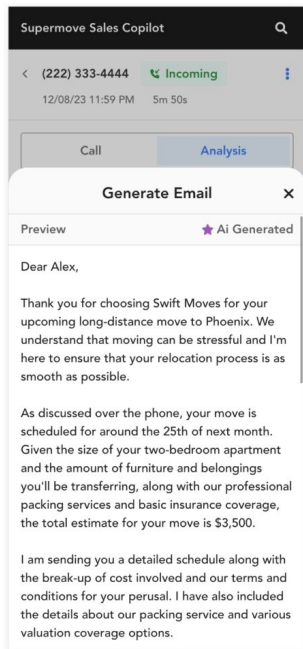 Supermove Sales Copilot
(222) 333-4444 Incoming
12/08/23 11:59 PM 5m 50s
Call Analysis
Generate Email
Preview Ai Generated
Dear Alex,
Thank you for choosing Swift Moves for your
upcoming long-distance move to Phoenix. We
understand that moving can be stressful and I'm
here to ensure that your relocation process is as
smooth as possible.
As discussed over the phone, your move is
scheduled for around the 25th of next month.
Given the size of your two-bedroom apartment
and the amount of furniture and belongings
you'll be transferring, along with our professional
packing services and basic insurance coverage,
the total estimate for your move is $3,500.
I am sending you a detailed schedule along with
the break-up of cost involved and our terms and
conditions for your perusal. I have also included
the details about our packing service and various
valuation coverage options.